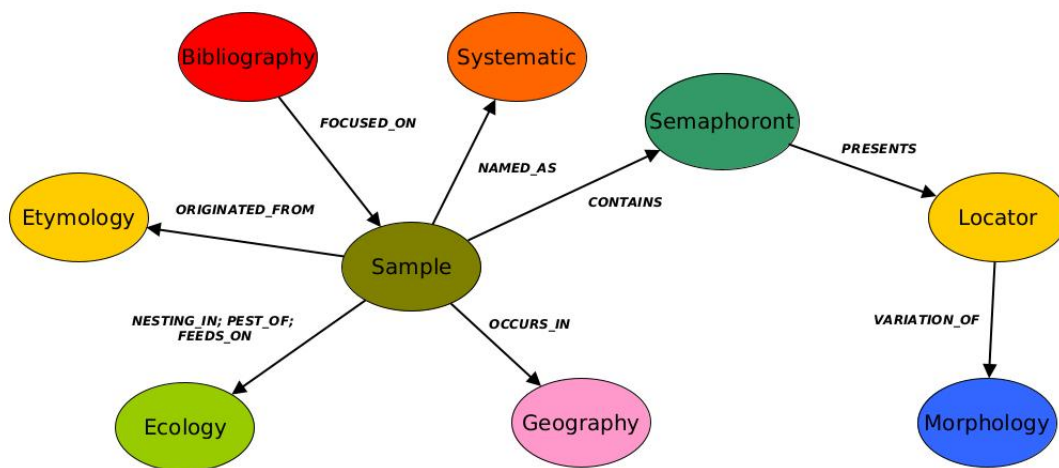 Bibliography
Systematic
Semaphoront
FOCUSED_ON
PRESENTS
NAMED_AS
CONTAINS
Etymology
ORIGINATED_FROM
Locator
Sample
NESTING_IN; PEST_OF;
FEEDS_ON
OCCURS_IN
VARIATION_OF
Ecology
Geography
Morphology